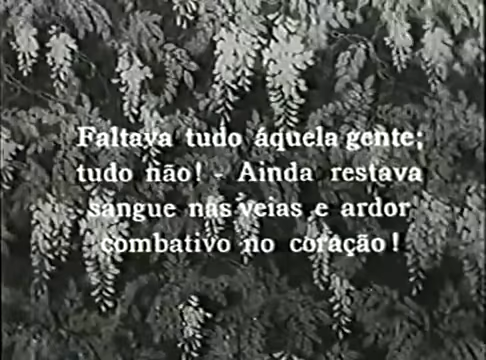 Faltava tudo áquela gente;
tudo não! - Ainda restava
sangue nas veias e ardor
combativo no coração!